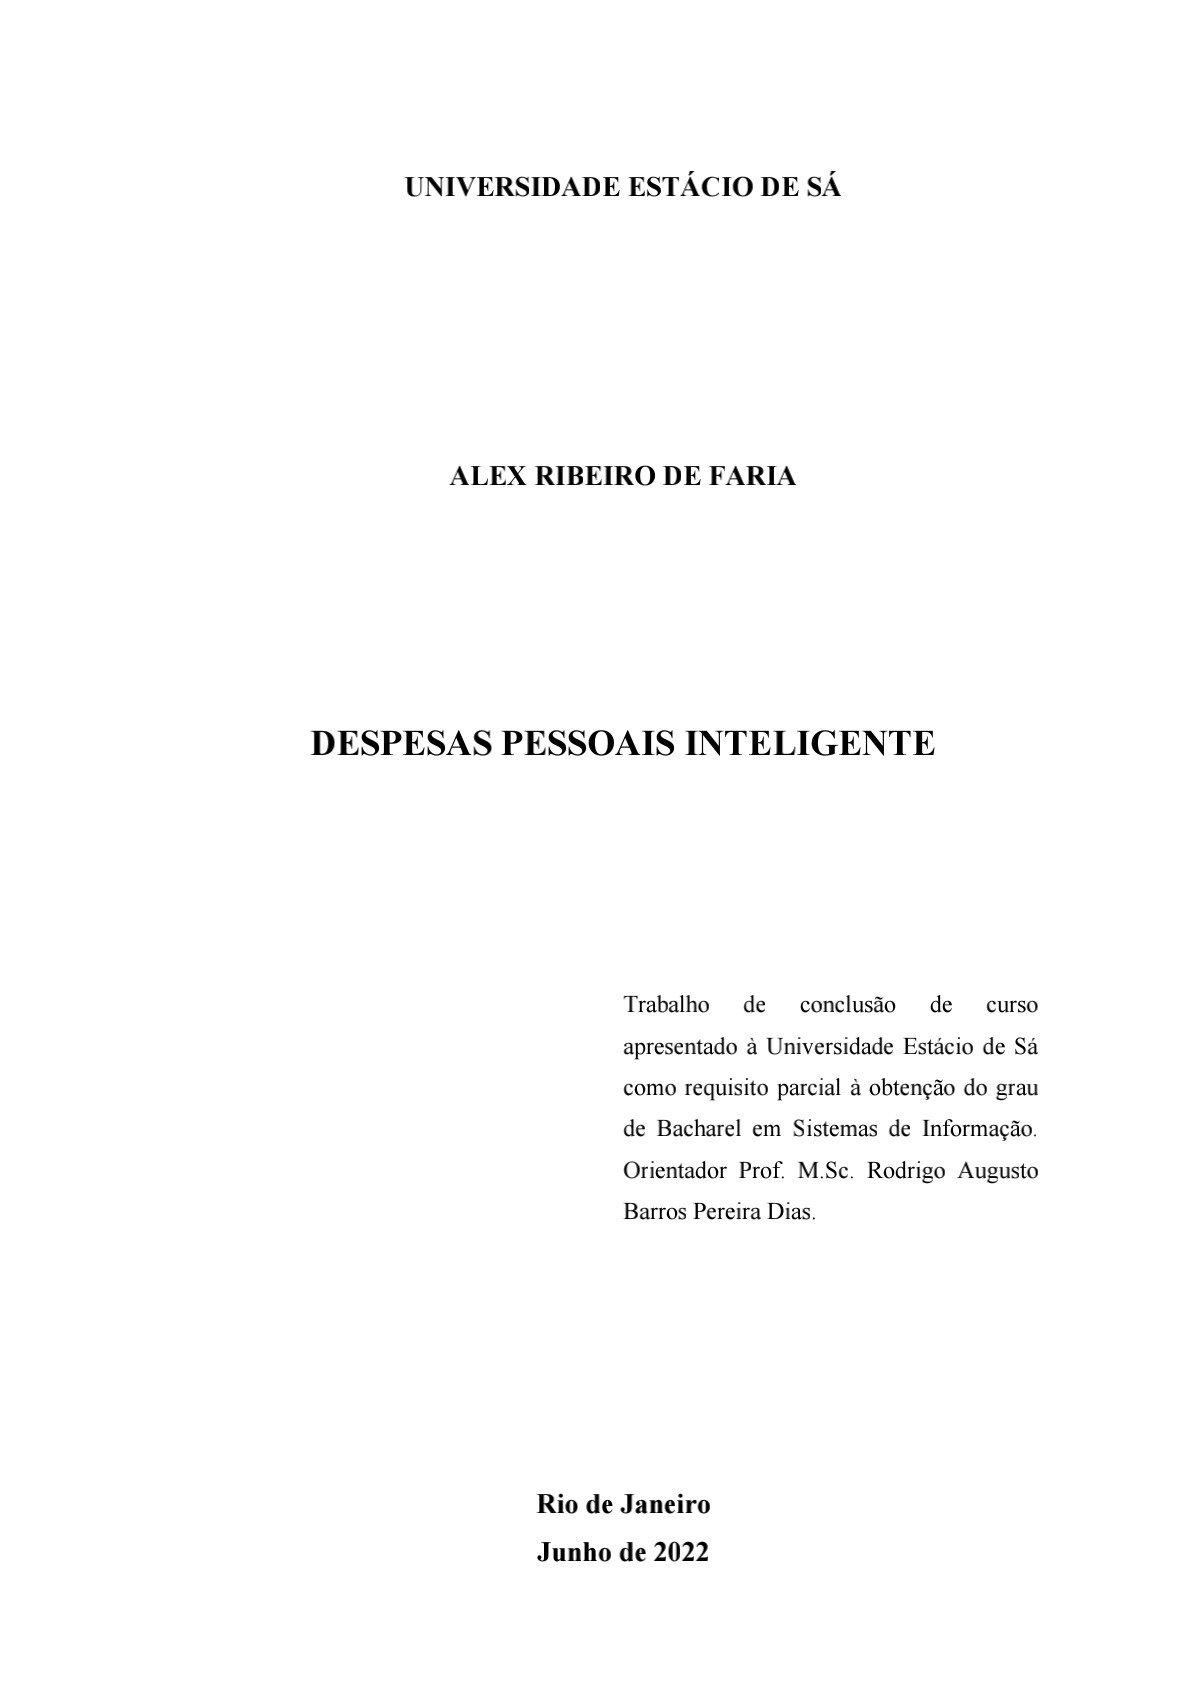 UNIVERSIDADE ESTÁCIO DE SÁ
ALEX RIBEIRO DE FARIA
DESPESAS PESSOAIS INTELIGENTE
Trabalho de conclusão de curso
apresentado à Universidade Estácio de Sá
como requisito parcial à obtenção do grau
de Bacharel em Sistemas de Informação.
Orientador Prof. M.Sc. Rodrigo Augusto
Barros Pereira Dias.
Rio de Janeiro
Junho de 2022